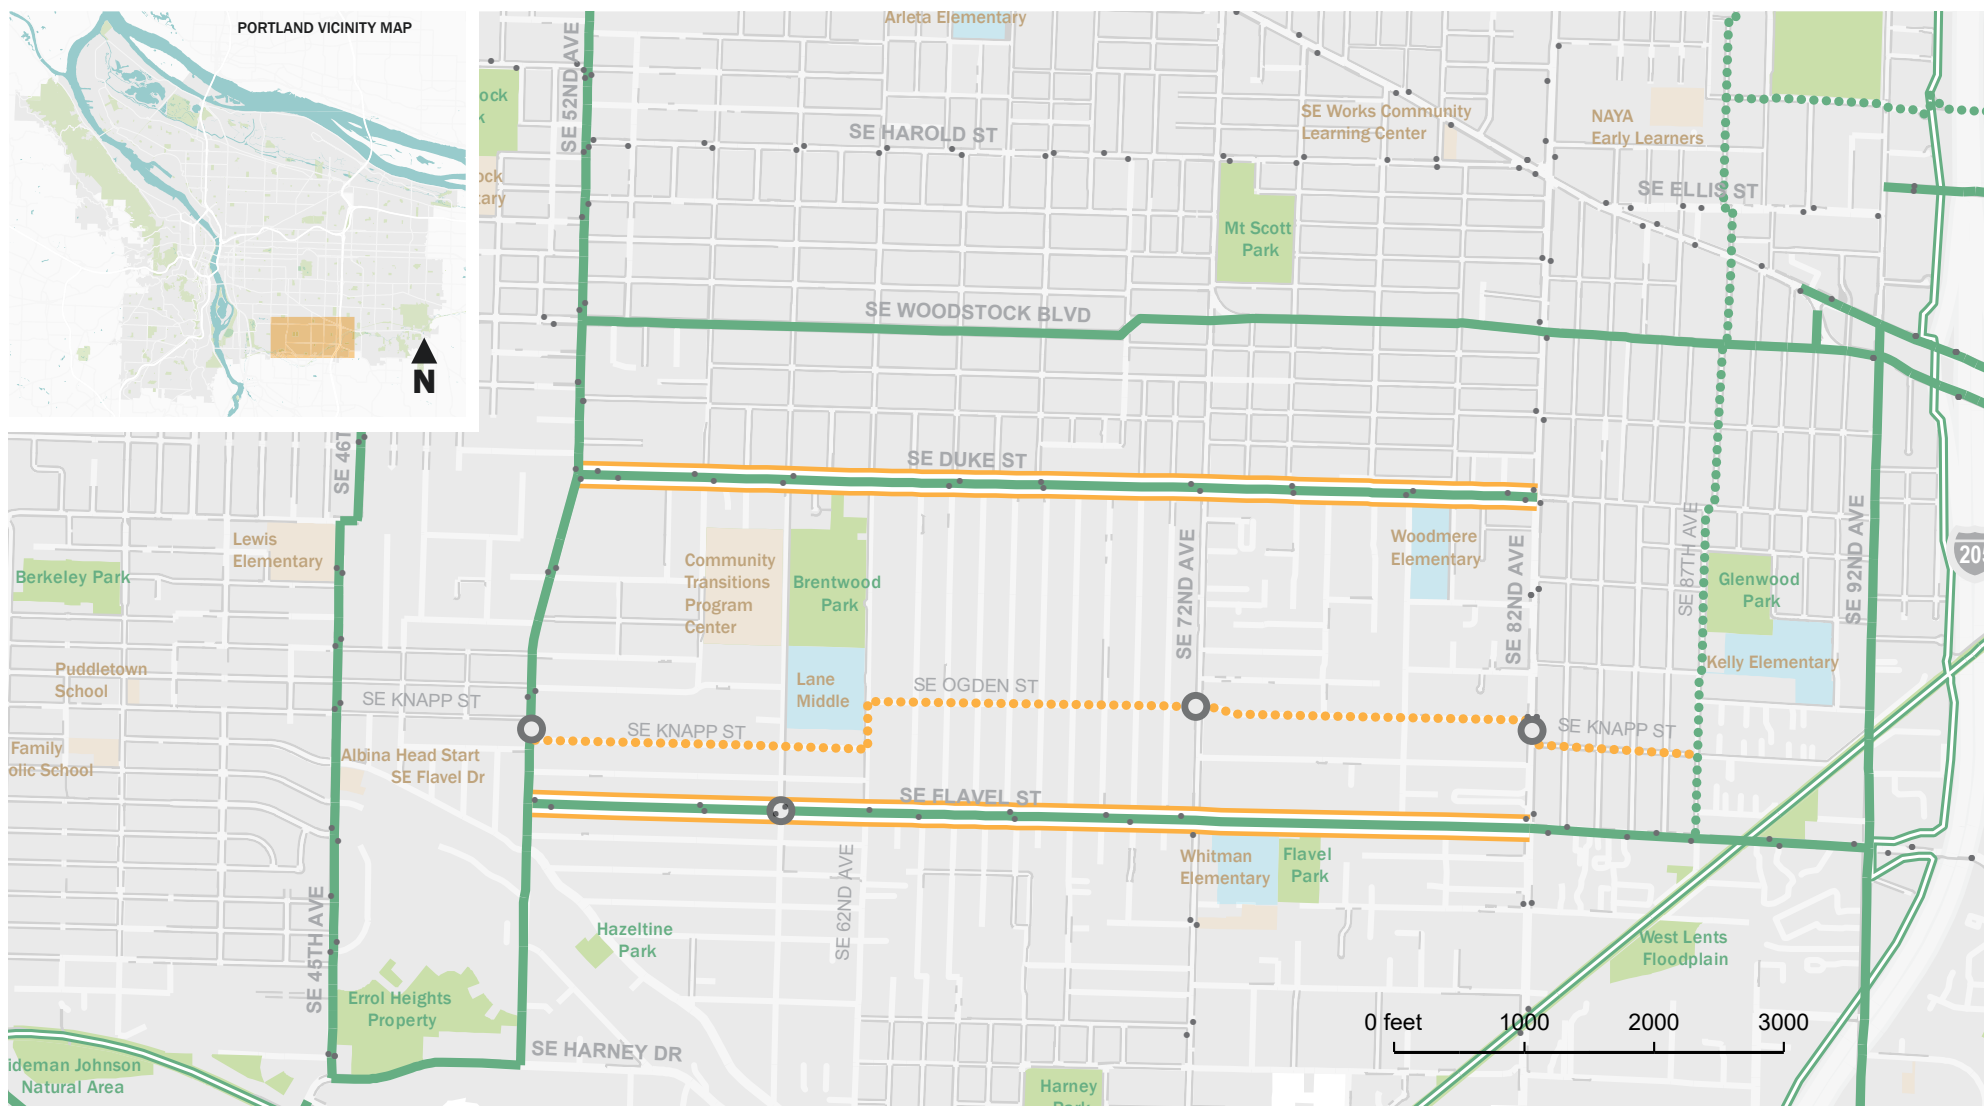 PORTLAND VICINITY MAP
N
Arleta Elementary
SE 52ND AVE
ock
k
ock
tary
SE HAROLD ST
SE Works Community
Learning Center
NAYA
Early Learners
SE ELLIS ST
Mt Scott
Park
SE WOODSTOCK BLVD
SE 46T
SE DUKE ST
Lewis
Elementary
Berkeley Park
Community
Transitions
Program
Center
Brentwood
Park
SE 72ND AVE
Woodmere
Elementary
SE 82ND AVE
SE 87TH AVE
Glenwood
Park
SE 92ND AVE
20
Kelly Elementary
Puddletown
School
SE KNAPP ST
Lane
Middle
SE OGDEN ST
SE KNAPP ST
SE KNAPP ST
Family
olic School
Albina Head Start
SE Flavel Dr
SE FLAVEL ST
SE 62ND AVE
Whitman
Elementary
Flavel
Park
SE 45TH AVE
Hazeltine
Park
West Lents
Floodplain
Errol Heights
Property
0 feet 1000 2000 3000
SE HARNEY DR
ideman Johnson
Natural Area
Harney
Park